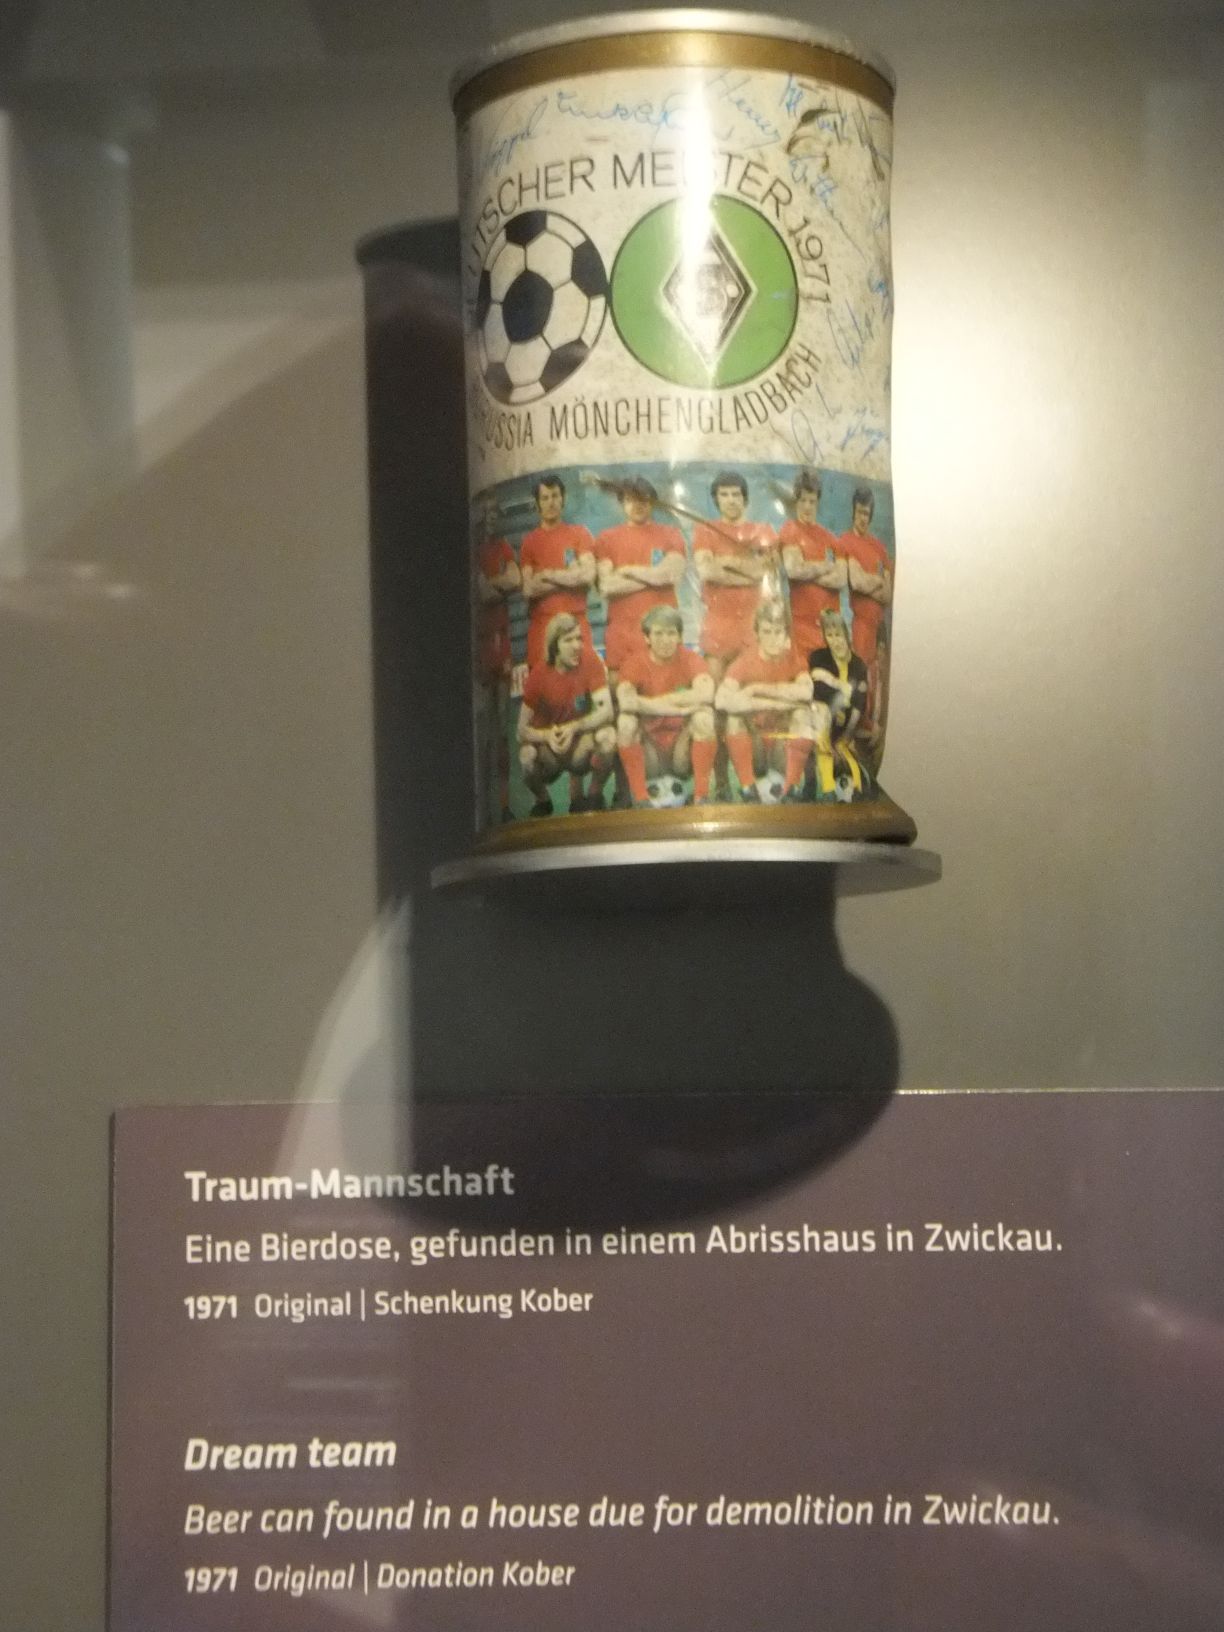 UTSCHER MEISTER 1971
USSIA MÖNCHENGLADBACH
Traum-Mannschaft
Eine Bierdose, gefunden in einem Abrisshaus in Zwickau.
1971 Original | Schenkung Kober
Dream team
Beer can found in a house due for demolition in Zwickau.
1971 Original | Donation Kober